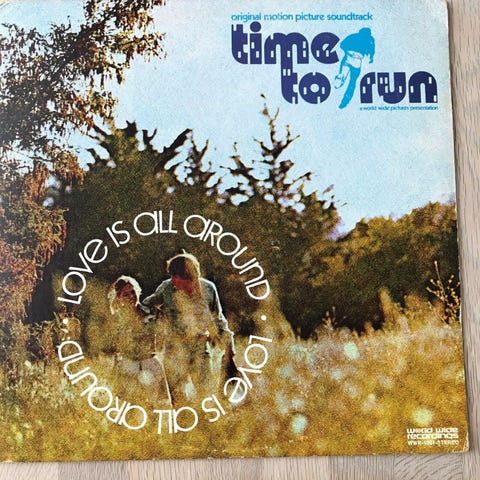 original motion picture soundtrack
time
to run
a world wide pictures presentation
LOVE IS ALL AROUND · LOVE IS ALL AROUND ·
world wide
recordings
STEREO